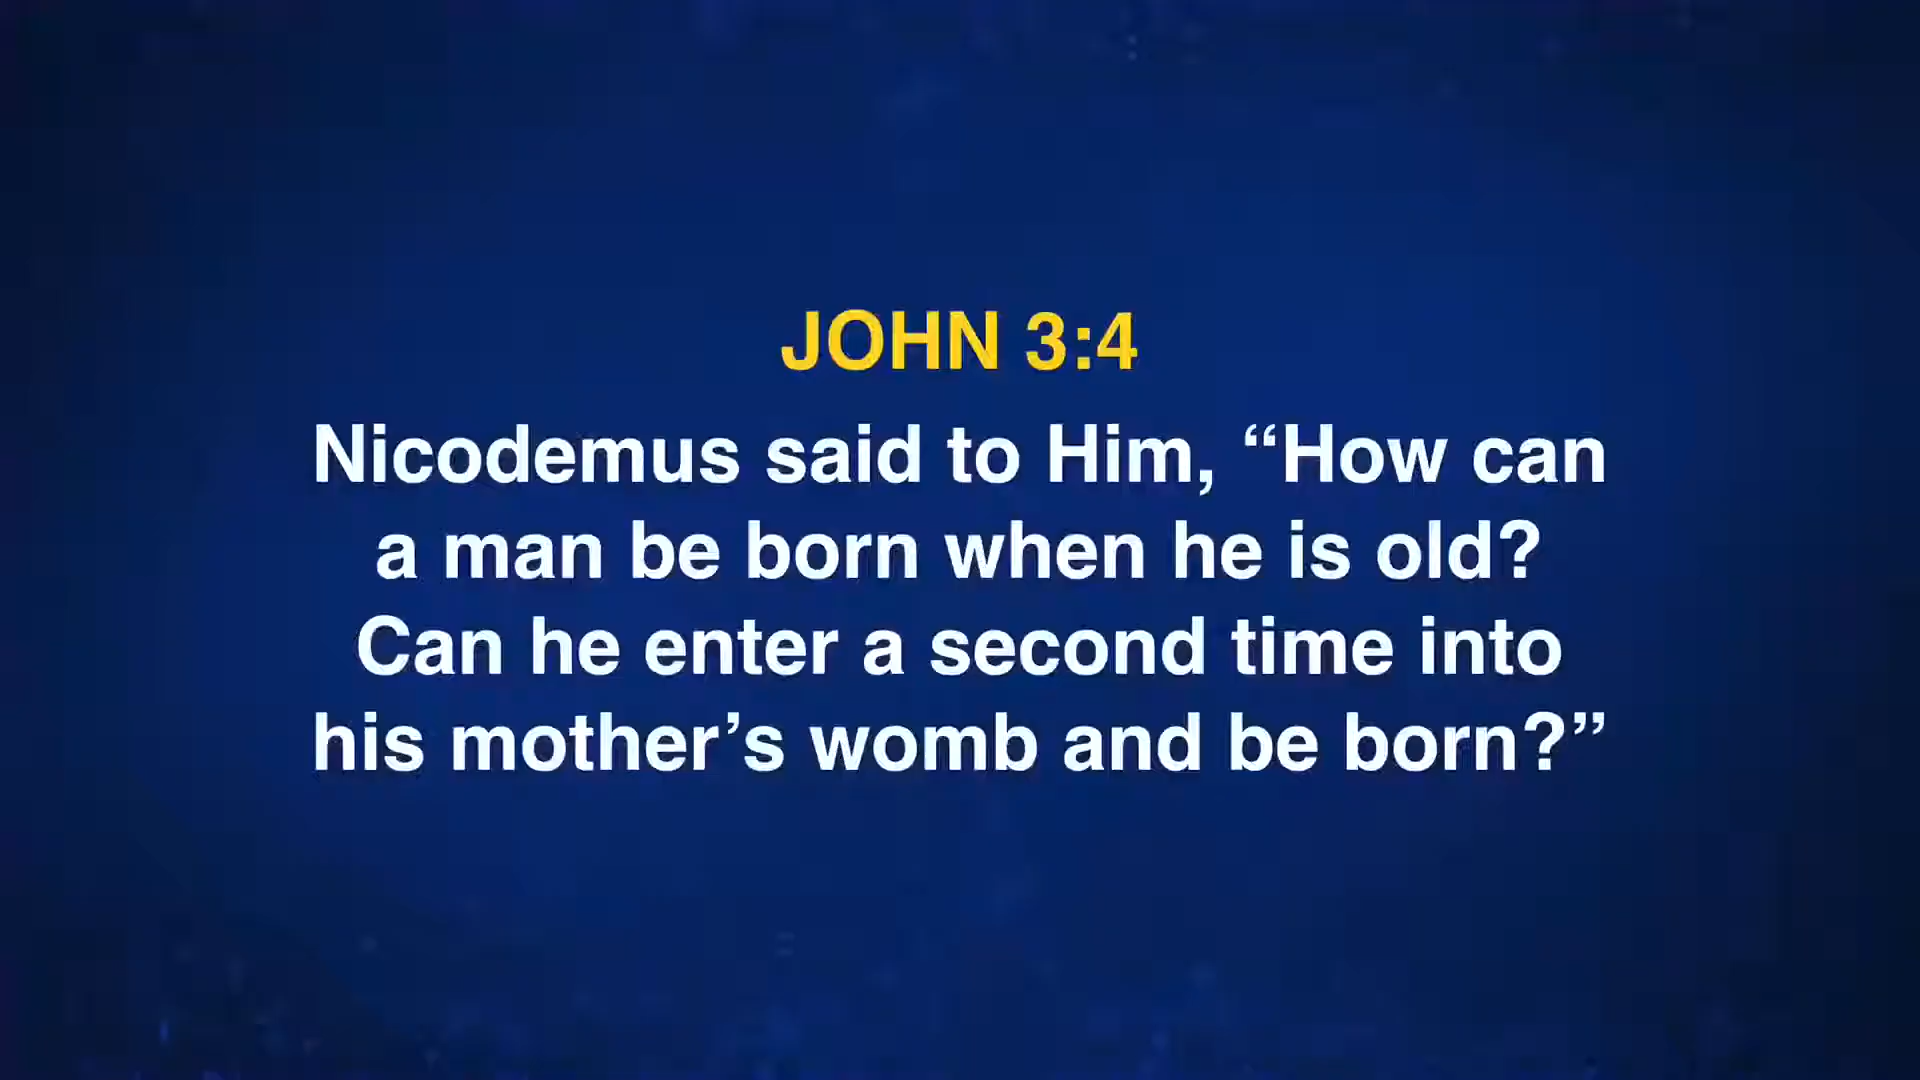 JOHN 3:4
Nicodemus said to Him, “How can
a man be born when he is old?
Can he enter a second time into
his mother’s womb and be born?”